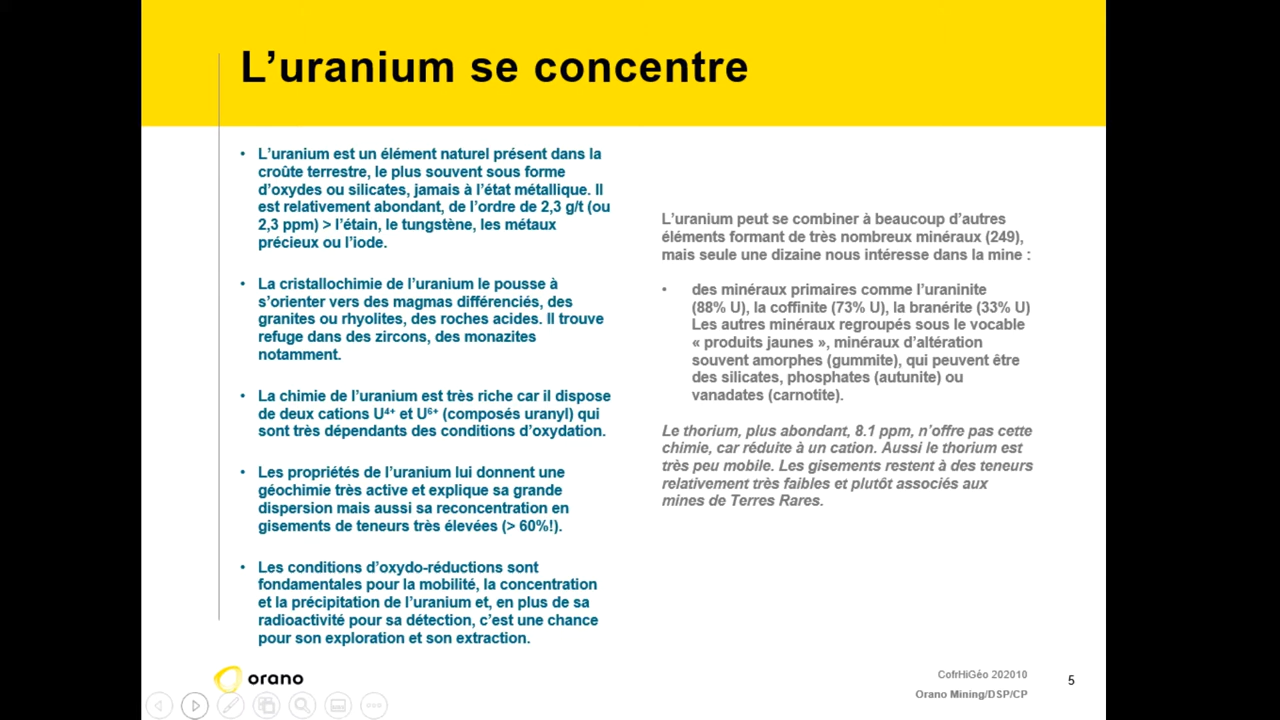 L’uranium se concentre
• L’uranium est un élément naturel présent dans la
croûte terrestre, le plus souvent sous forme
d’oxydes ou silicates, jamais à l’état métallique. Il
est relativement abondant, de l’ordre de 2,3 g/t (ou
2,3 ppm) > l’étain, le tungstène, les métaux
précieux ou l’iode.
• La cristallochimie de l’uranium le pousse à
s’orienter vers des magmas différenciés, des
granites ou rhyolites, des roches acides. Il trouve
refuge dans des zircons, des monazites
notamment.
• La chimie de l’uranium est très riche car il dispose
de deux cations U⁴⁺ et U⁶⁺ (composés uranyl) qui
sont très dépendants des conditions d’oxydation.
• Les propriétés de l’uranium lui donnent une
géochimie très active et explique sa grande
dispersion mais aussi sa reconcentration en
gisements de teneurs très élevées (> 60%!).
• Les conditions d’oxydo-réductions sont
fondamentales pour la mobilité, la concentration
et la précipitation de l’uranium et, en plus de sa
radioactivité pour sa détection, c’est une chance
pour son exploration et son extraction.
L’uranium peut se combiner à beaucoup d’autres
éléments formant de très nombreux minéraux (249),
mais seule une dizaine nous intéresse dans la mine :
• des minéraux primaires comme l’uraninite
(88% U), la coffinite (73% U), la branérite (33% U)
Les autres minéraux regroupés sous le vocable
« produits jaunes », minéraux d’altération
souvent amorphes (gummite), qui peuvent être
des silicates, phosphates (autunite) ou
vanadates (carnotite).
Le thorium, plus abondant, 8.1 ppm, n’offre pas cette
chimie, car réduite à un cation. Aussi le thorium est
très peu mobile. Les gisements restent à des teneurs
relativement très faibles et plutôt associés aux
mines de Terres Rares.
orano
CofrHiGéo 202010
Orano Mining/DSP/CP
5